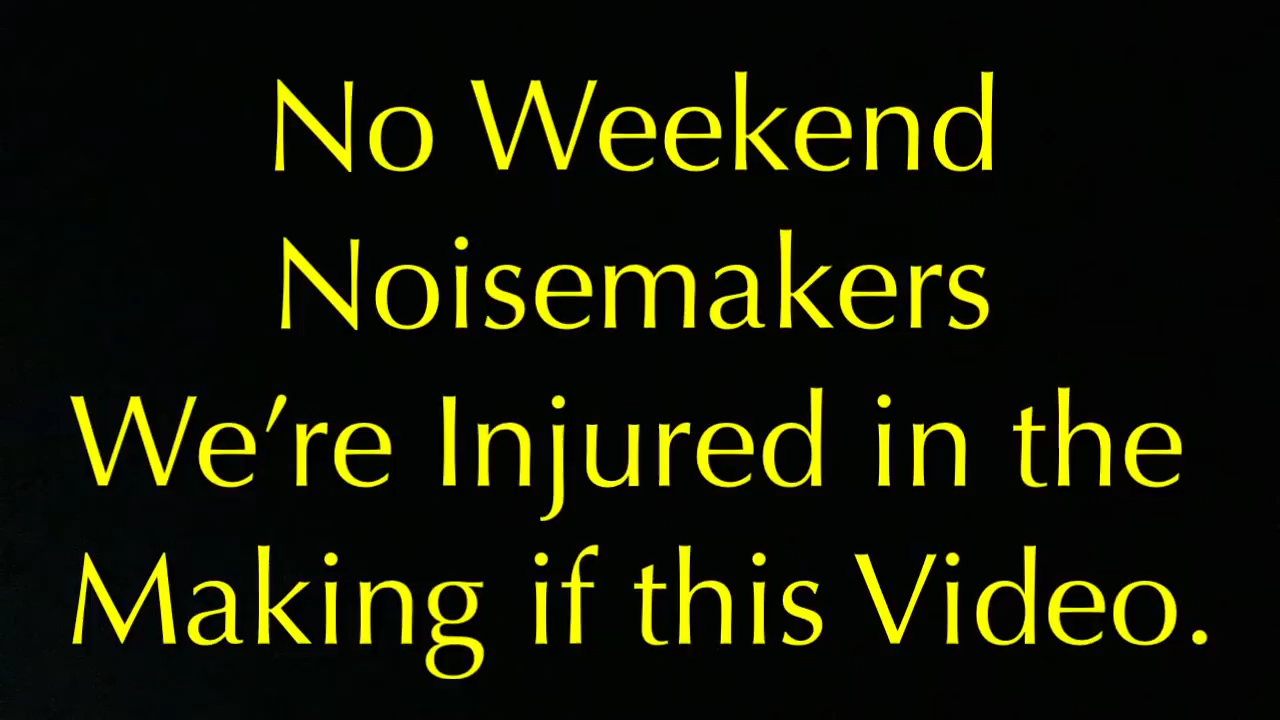 No Weekend
Noisemakers
We’re Injured in the
Making if this Video.